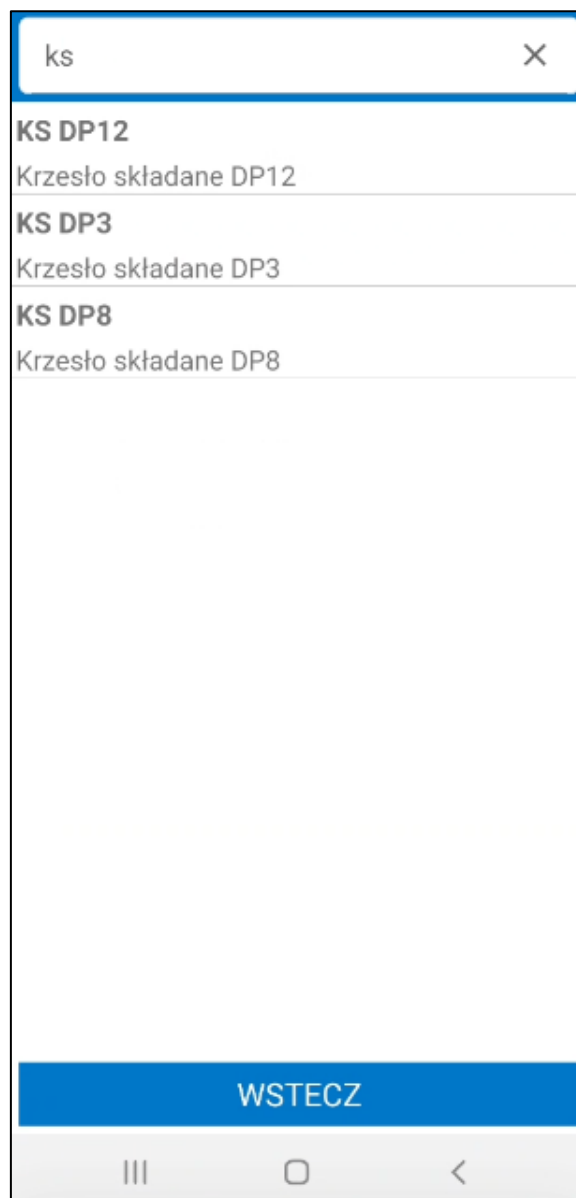 ks
KS DP12
Krzesło składane DP12
KS DP3
Krzesło składane DP3
KS DP8
Krzesło składane DP8
WSTECZ